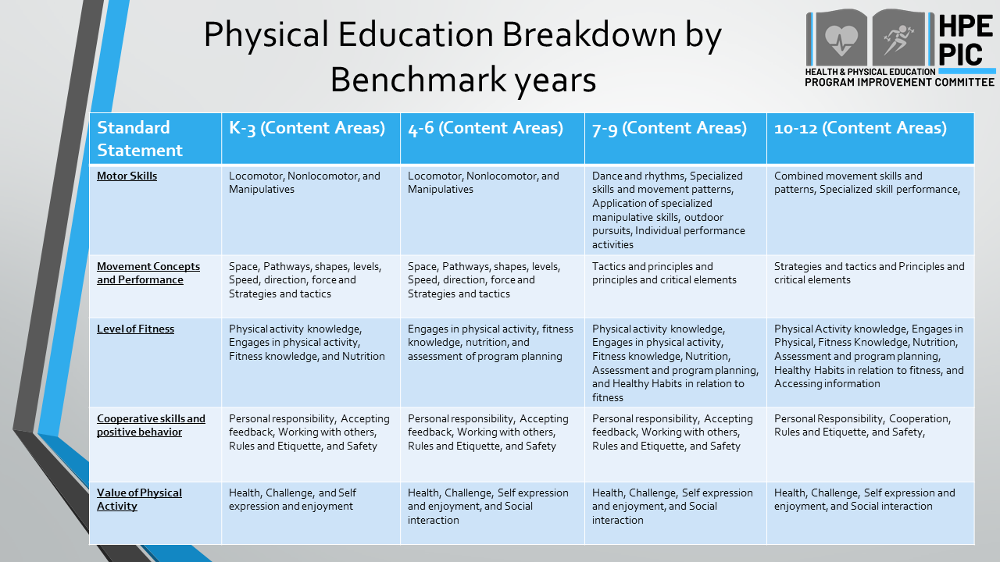 Physical Education Breakdown by
Benchmark years
HPE
PIC
HEALTH & PHYSICAL EDUCATION
PROGRAM IMPROVEMENT COMMITTEE
Standard
Statement
K-3 (Content Areas)
4-6 (Content Areas)
7-9 (Content Areas)
10-12 (Content Areas)
Motor Skills
Locomotor, Nonlocomotor, and
Manipulatives
Locomotor, Nonlocomotor, and
Manipulatives
Dance and rhythms, Specialized
skills and movement patterns,
Application of specialized
manipulative skills, outdoor
pursuits, Individual performance
activities
Combined movement skills and
patterns, Specialized skill performance,
Movement Concepts
and Performance
Space, Pathways, shapes, levels,
Speed, direction, force and
Strategies and tactics
Space, Pathways, shapes, levels,
Speed, direction, force and
Strategies and tactics
Tactics and principles and
principles and critical elements
Strategies and tactics and Principles and
critical elements
Level of Fitness
Physical activity knowledge,
Engages in physical activity,
Fitness knowledge, and Nutrition
Engages in physical activity, fitness
knowledge, nutrition, and
assessment of program planning
Physical activity knowledge,
Engages in physical activity,
Fitness knowledge, Nutrition,
Assessment and program planning,
and Healthy Habits in relation to
fitness
Physical Activity knowledge, Engages in
Physical, Fitness Knowledge, Nutrition,
Assessment and program planning,
Healthy Habits in relation to fitness, and
Accessing information
Cooperative skills and
positive behavior
Personal responsibility, Accepting
feedback, Working with others,
Rules and Etiquette, and Safety
Personal responsibility, Accepting
feedback, Working with others,
Rules and Etiquette, and Safety
Personal responsibility, Accepting
feedback, Working with others,
Rules and Etiquette, and Safety
Personal Responsibility, Cooperation,
Rules and Etiquette, and Safety,
Value of Physical
Activity
Health, Challenge, and Self
expression and enjoyment
Health, Challenge, Self expression
and enjoyment, and Social
interaction
Health, Challenge, Self expression
and enjoyment, and Social
interaction
Health, Challenge, Self expression and
enjoyment, and Social interaction